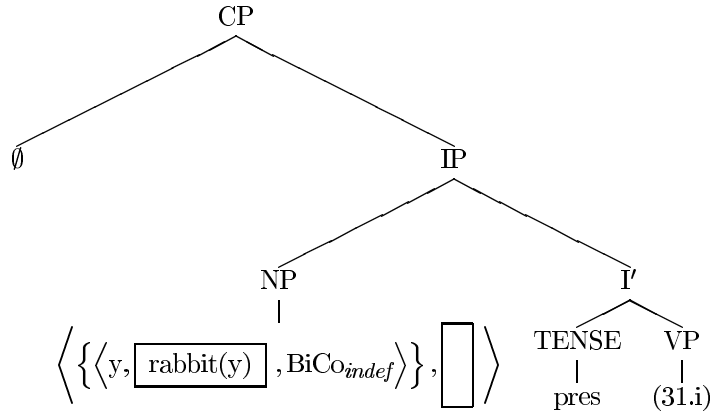 CP
∅ IP
NP I′
⟨{⟨y, rabbit(y) ,BiCo_indef⟩}, ⟩ TENSE VP
pres (31.i)